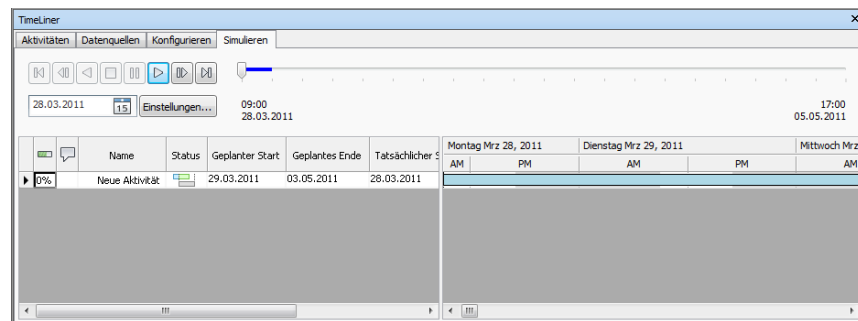 TimeLiner
Aktivitäten Datenquellen Konfigurieren Simulieren
28.03.2011 15 Einstellungen... 09:00 17:00
28.03.2011 05.05.2011
Name Status Geplanter Start Geplantes Ende Tatsächlicher S
Montag Mrz 28, 2011 Dienstag Mrz 29, 2011 Mittwoch Mrz
AM PM AM PM AM
0% Neue Aktivität 29.03.2011 03.05.2011 28.03.2011